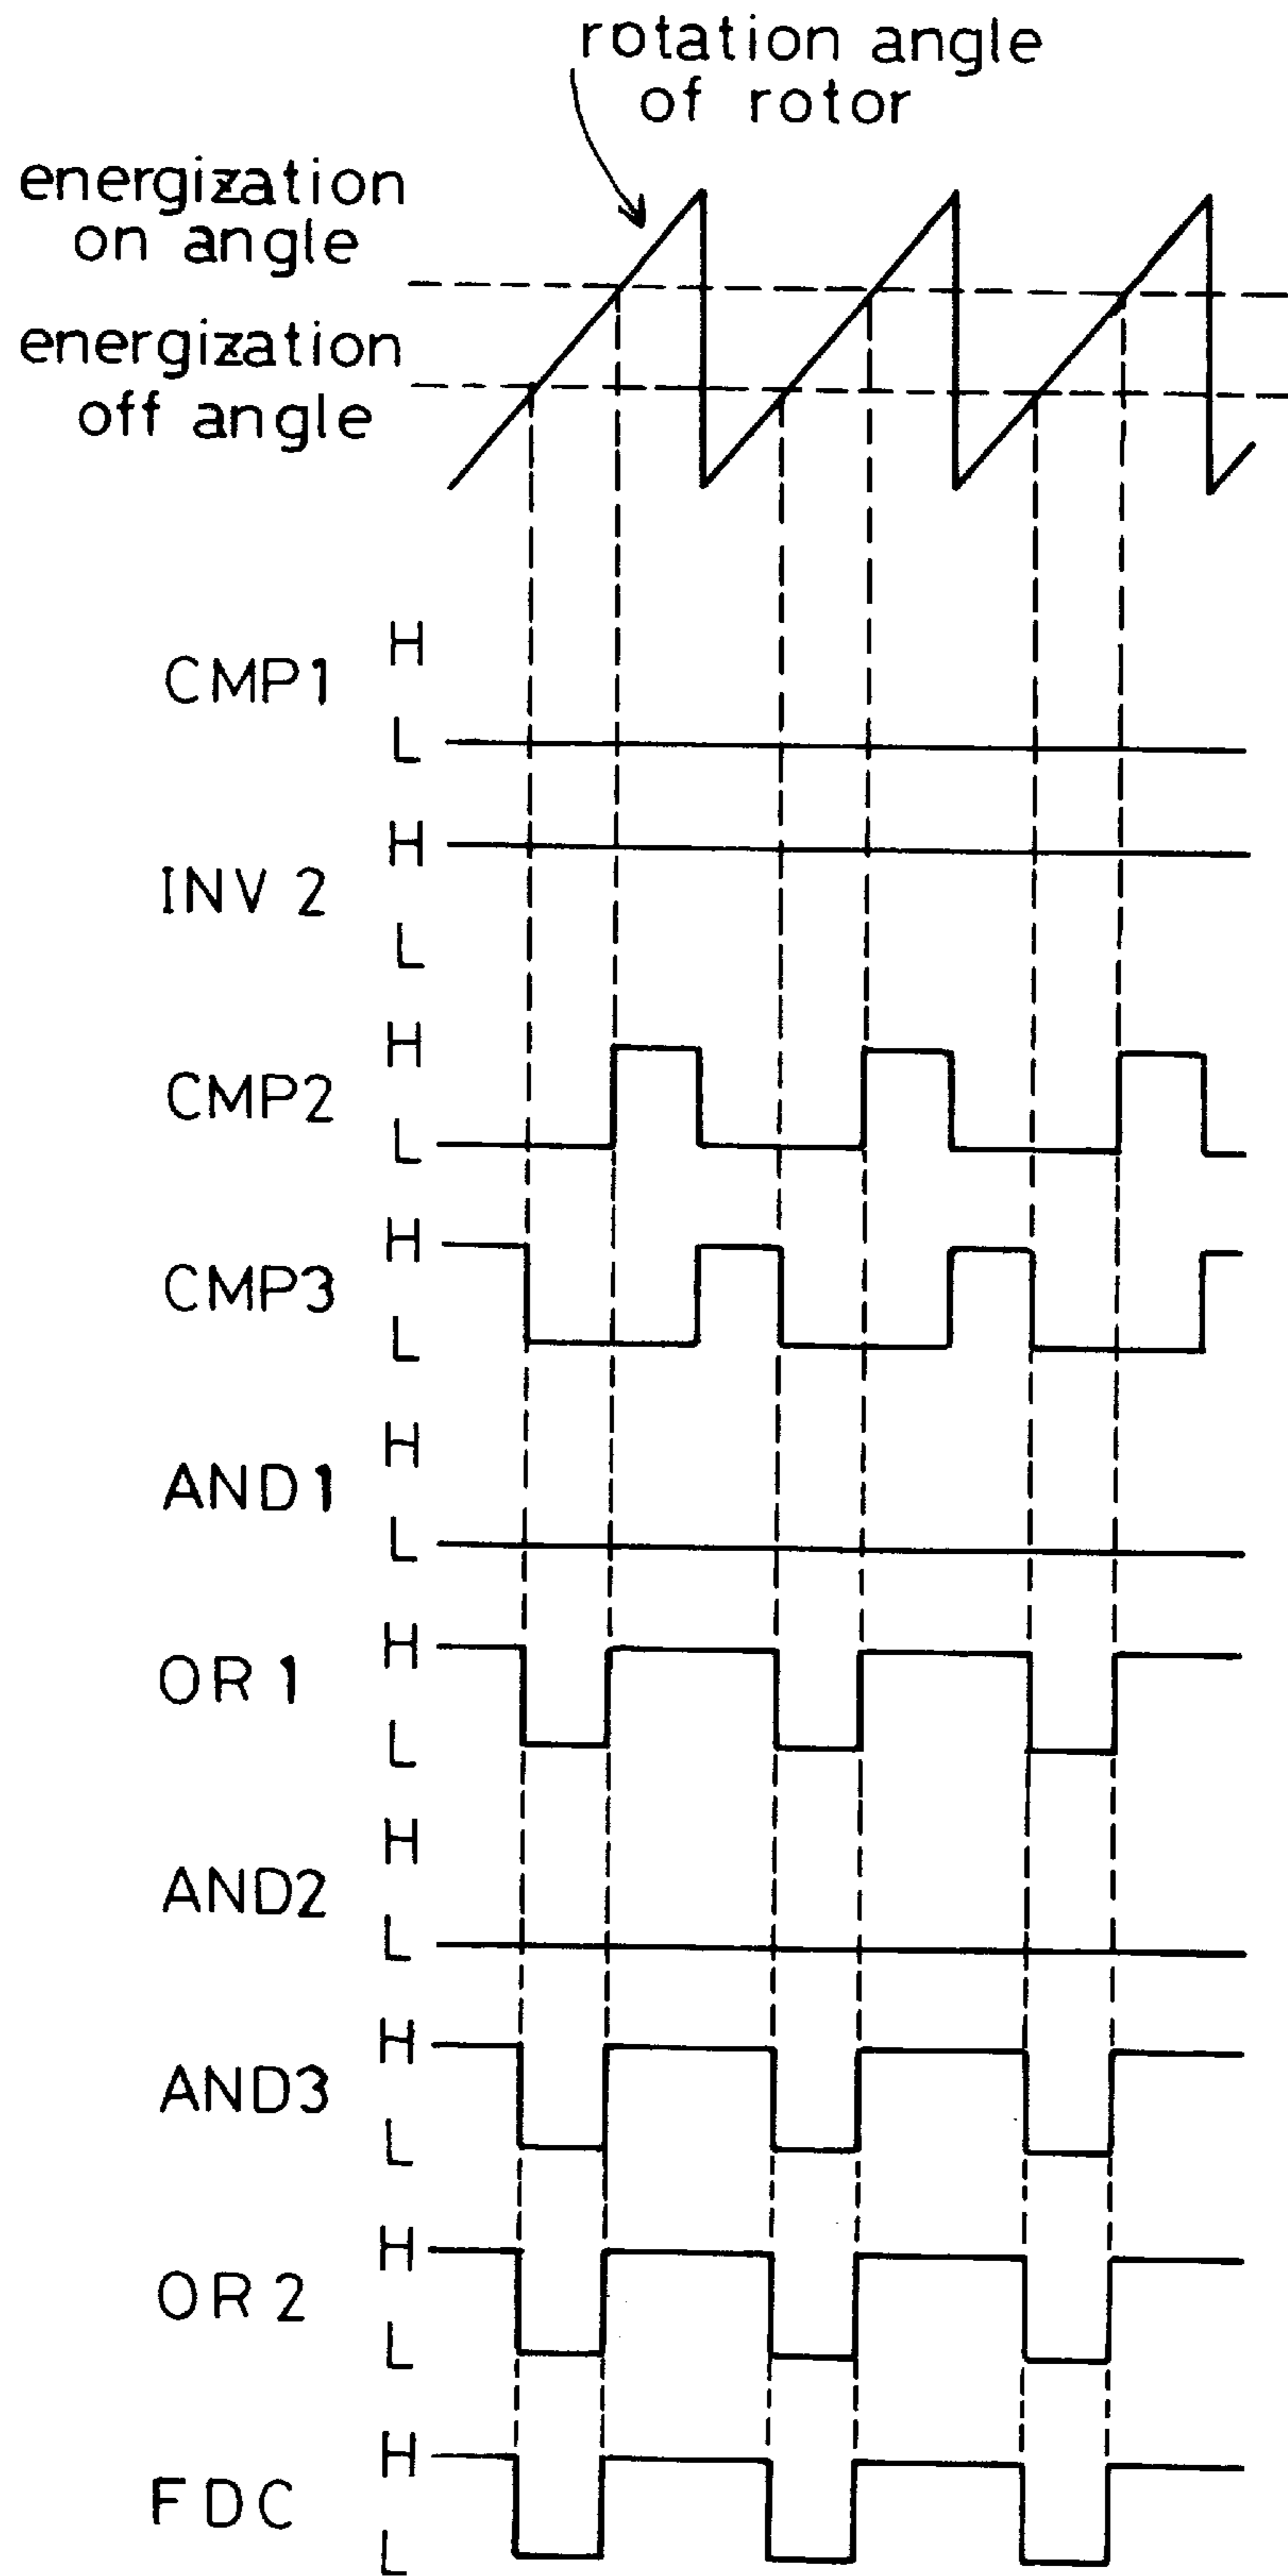 rotation angle
of rotor
energization
on angle
energization
off angle
H
CMP1
L
H
INV 2
L
H
CMP2
L
H
CMP3
L
H
AND1
L
H
OR 1
L
H
AND2
L
H
AND3
L
H
OR 2
L
H
FDC
L